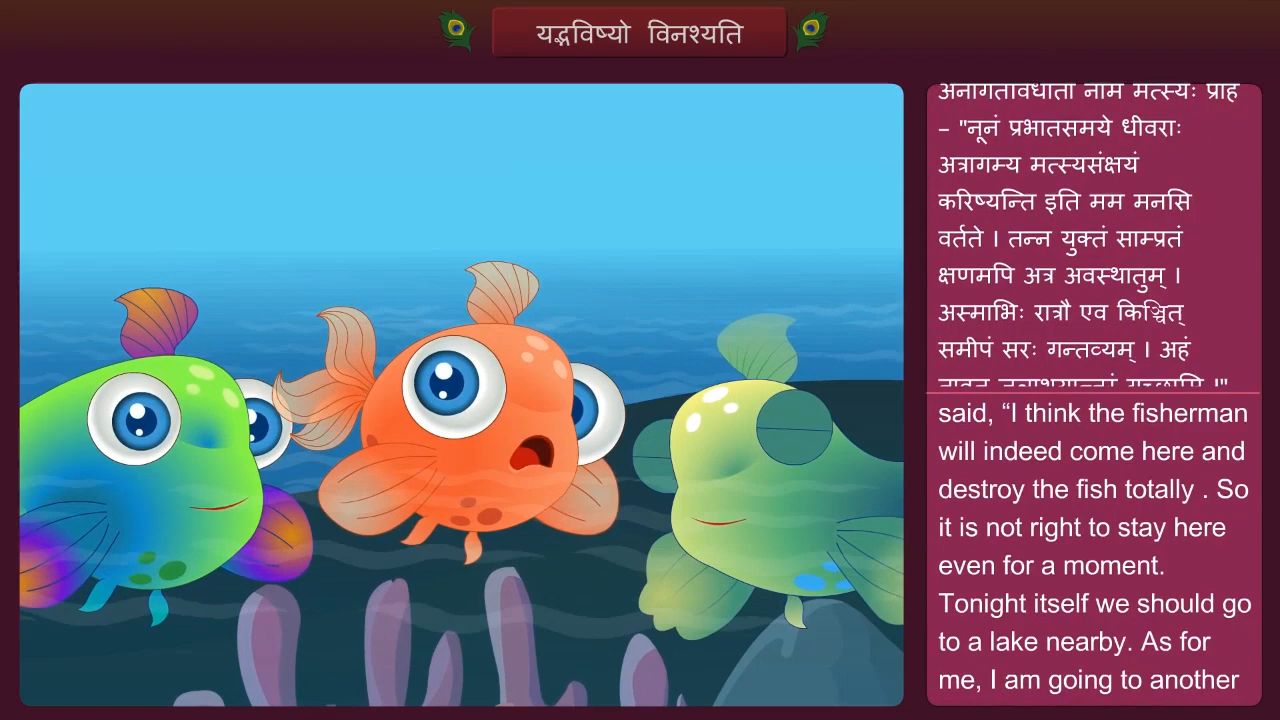 यद्भविष्यो विनश्यति
अनागतविधाता नाम मत्स्यः प्राह
– "नूनं प्रभातसमये धीवराः
अत्रागम्य मत्स्यसंक्षयं
करिष्यन्ति इति मम मनसि
वर्तते । तन्न युक्तं साम्प्रतं
क्षणमपि अत्र अवस्थातुम् ।
अस्माभिः रात्रौ एव किञ्चित्
समीपं सरः गन्तव्यम् । अहं
said, “I think the fisherman
will indeed come here and
destroy the fish totally . So
it is not right to stay here
even for a moment.
Tonight itself we should go
to a lake nearby. As for
me, I am going to another